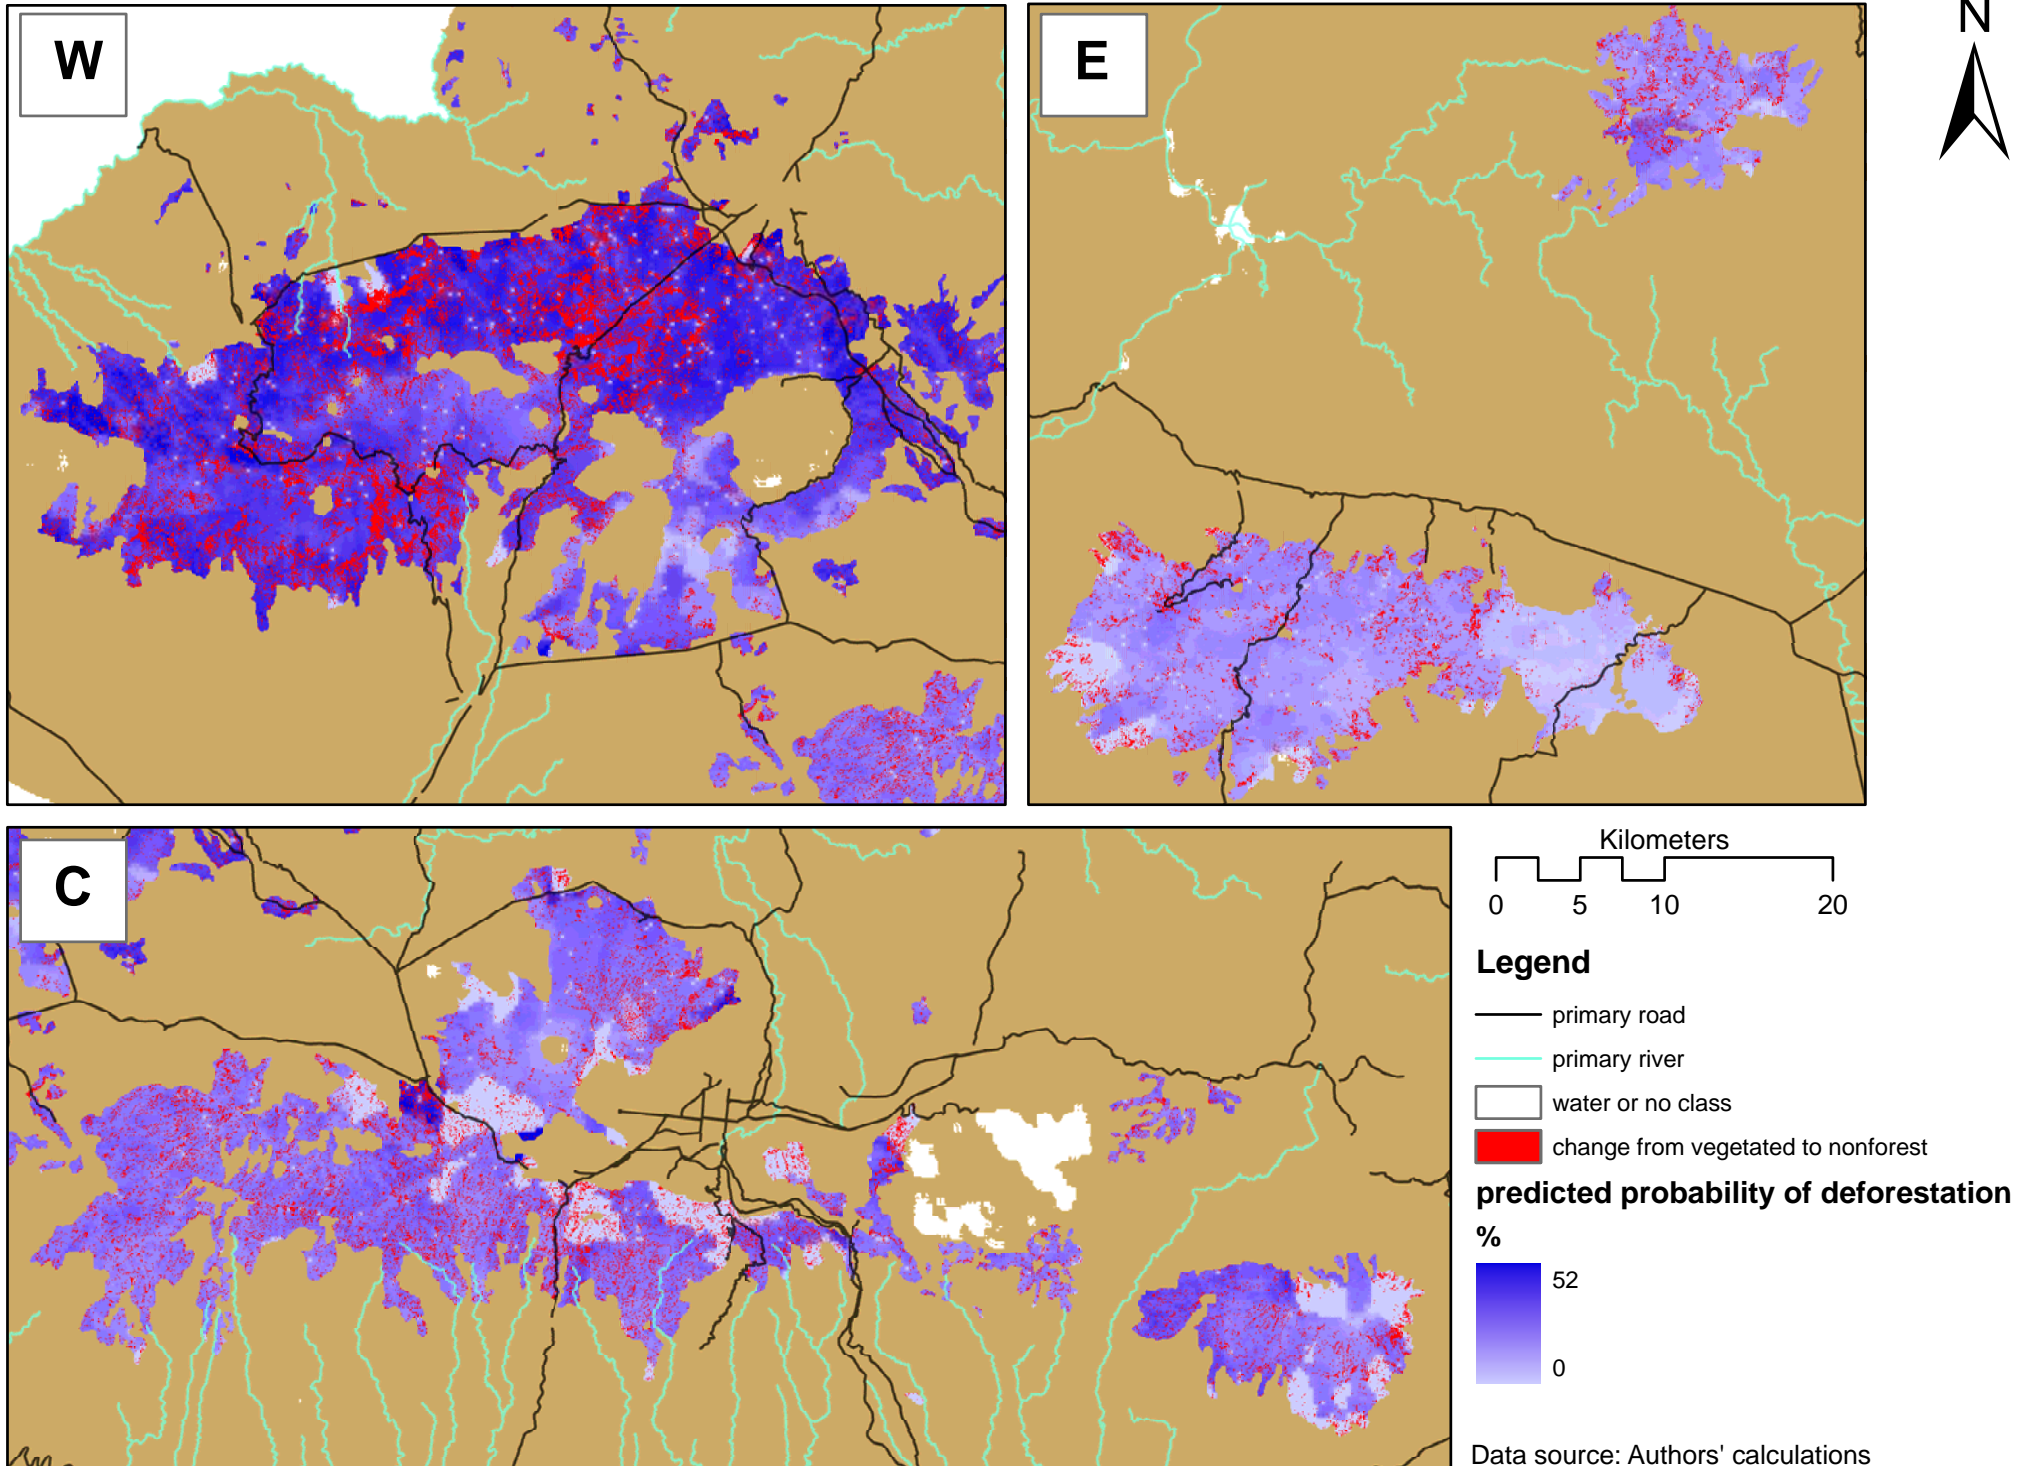 W
E
N
C
Kilometers
0 5 10 20
Legend
primary road
primary river
water or no class
change from vegetated to nonforest
predicted probability of deforestation
%
52
0
Data source: Authors' calculations